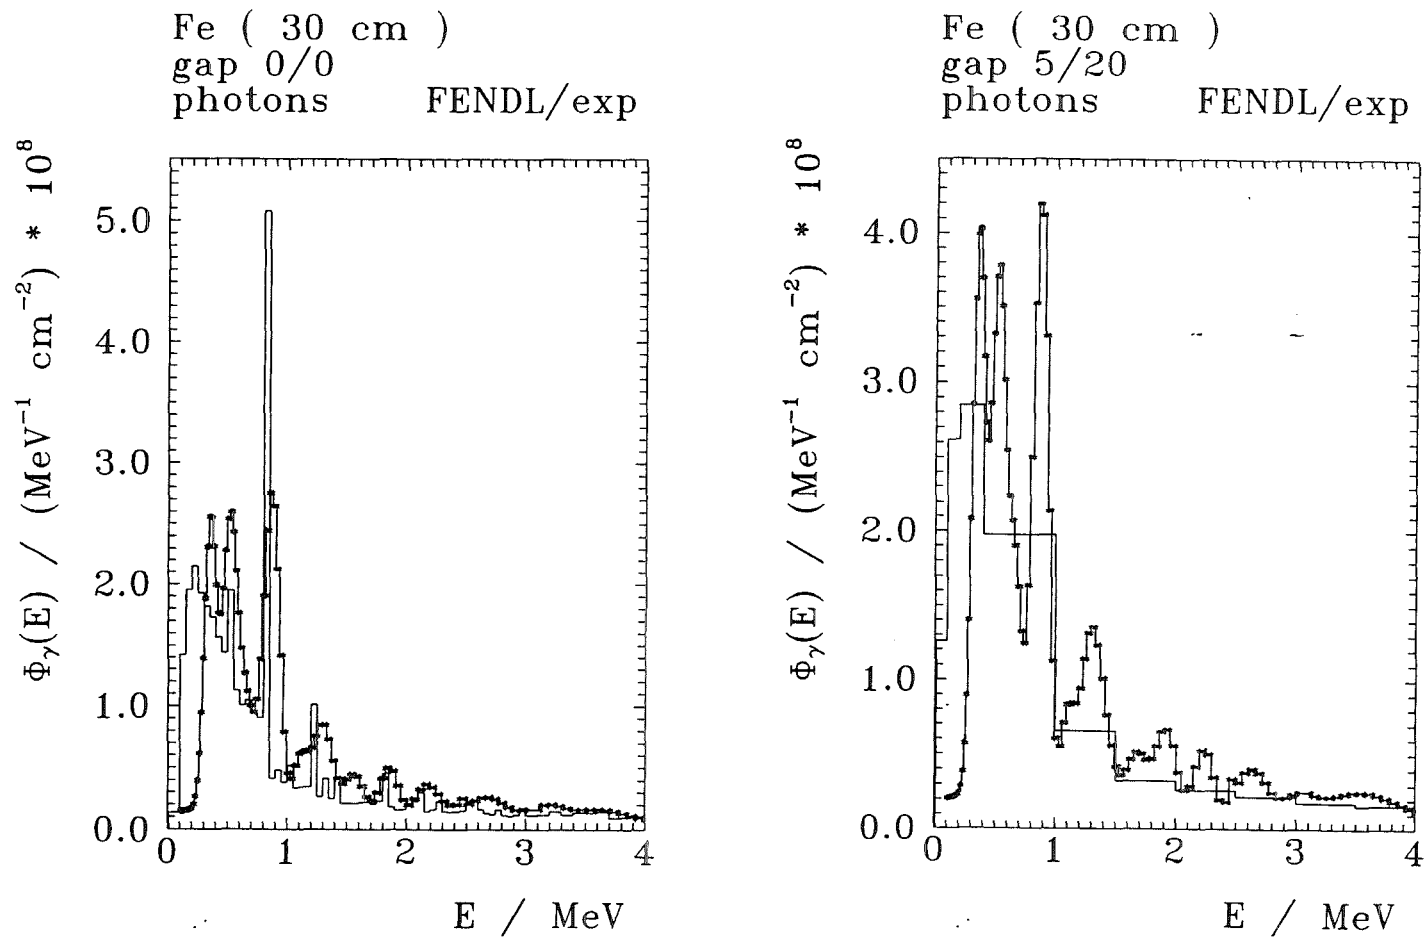 Fe ( 30 cm )
gap 0/0
photons FENDL/exp
Φγ(E) / (MeV⁻¹ cm⁻²) * 10⁸
5.0
4.0
3.0
2.0
1.0
0.0
0 1 2 3 4
E / MeV
Fe ( 30 cm )
gap 5/20
photons FENDL/exp
Φγ(E) / (MeV⁻¹ cm⁻²) * 10⁸
4.0
3.0
2.0
1.0
0.0
0 1 2 3 4
E / MeV